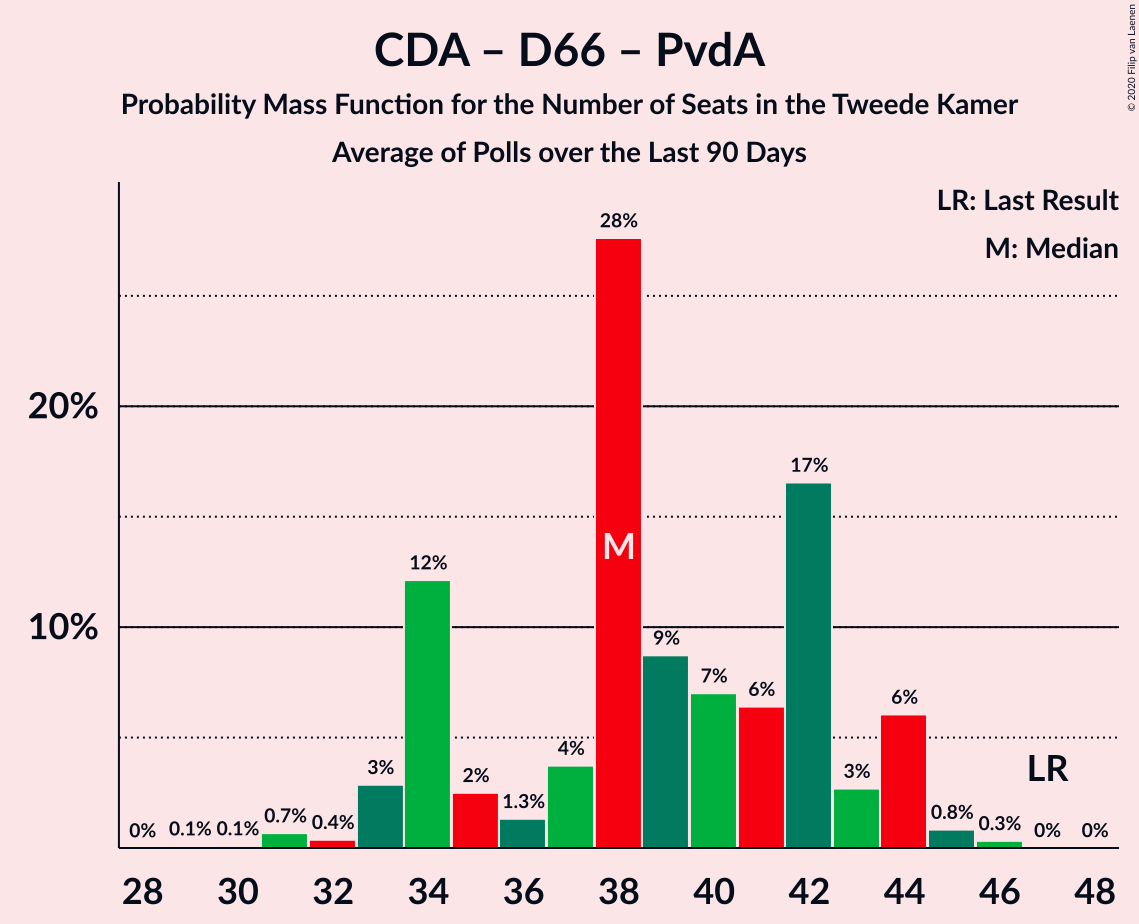 © 2020 Filip van Laenen
CDA – D66 – PvdA
Probability Mass Function for the Number of Seats in the Tweede Kamer
Average of Polls over the Last 90 Days
LR: Last Result
M: Median
20%
10%
0%
0.1%
0.1%
0.7%
0.4%
3%
12%
2%
1.3%
4%
28%
M
9%
7%
6%
17%
3%
6%
0.8%
0.3%
LR
0%
0%
28 30 32 34 36 38 40 42 44 46 48